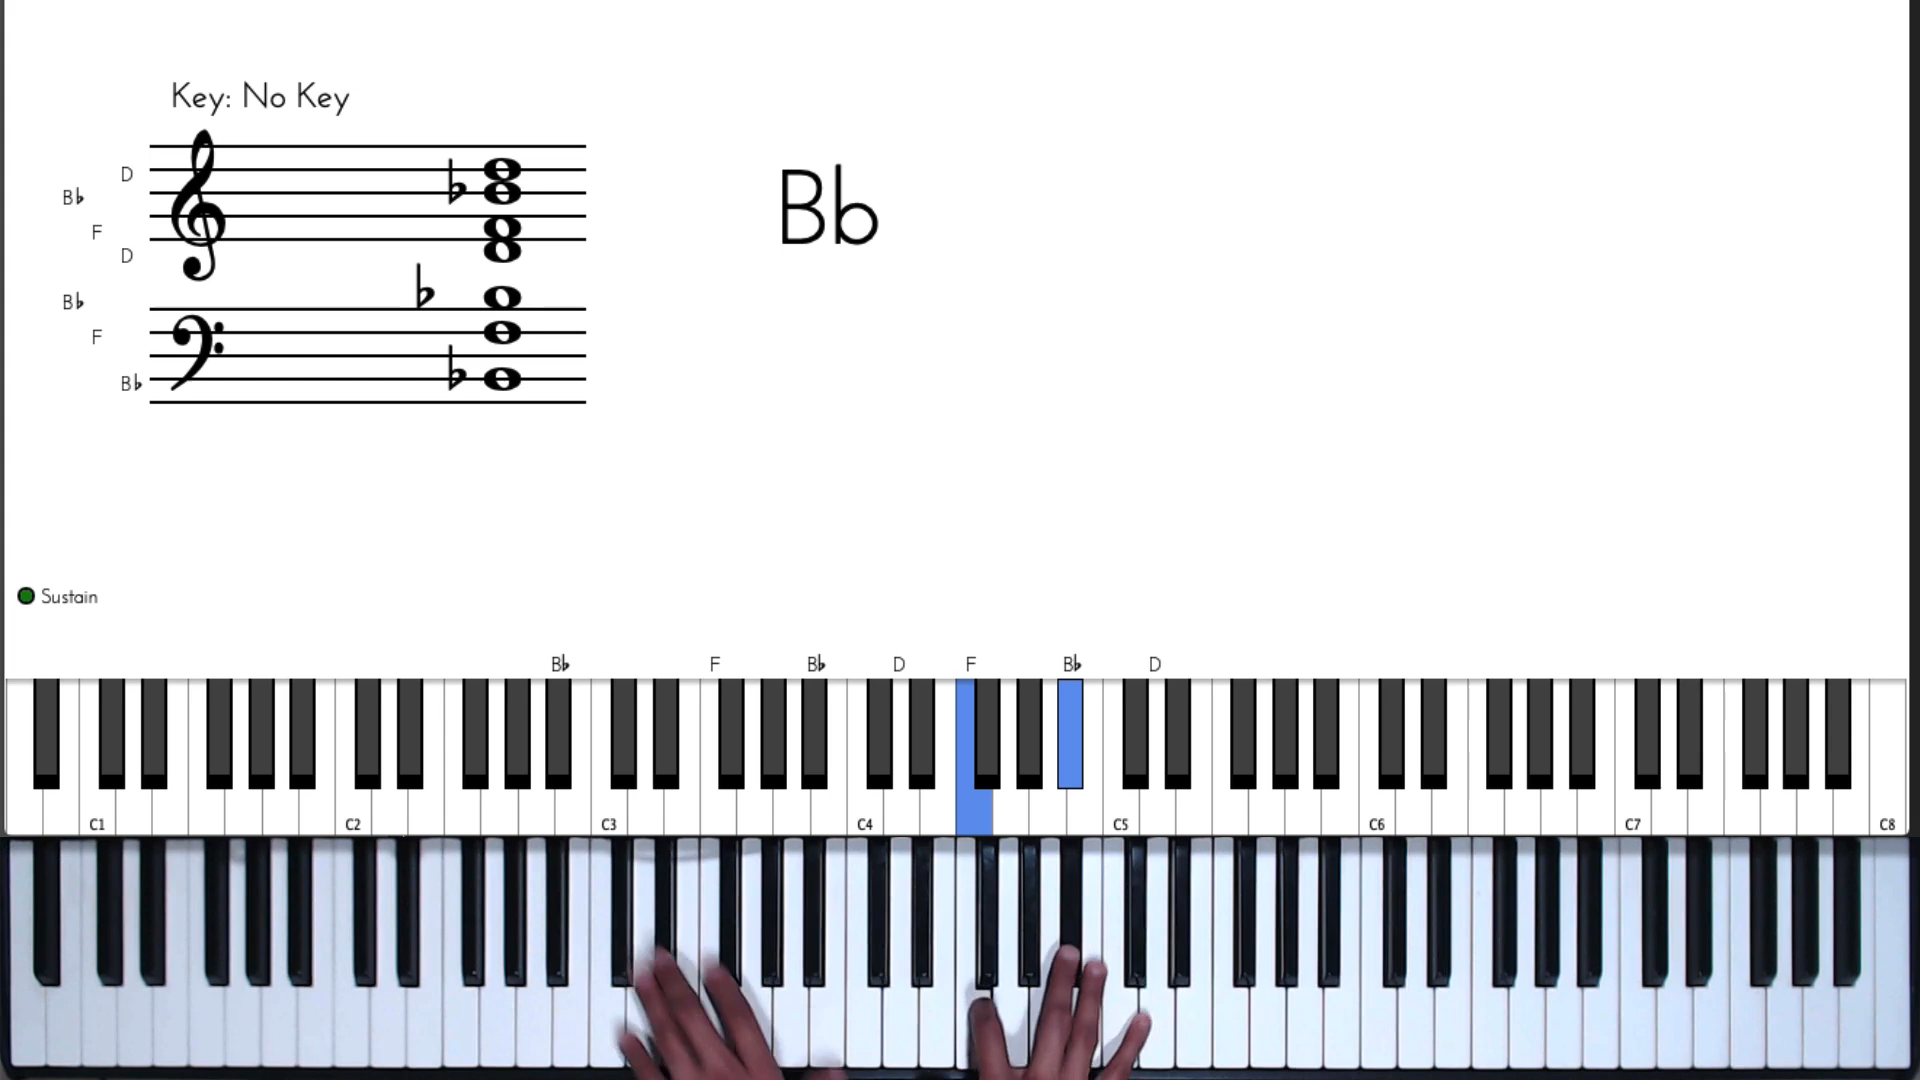 Key: No Key
D
B♭
F
D
B♭
F
B♭
Bb
Sustain
B♭ F B♭ D F B♭ D
C1 C2 C3 C4 C5 C6 C7 C8